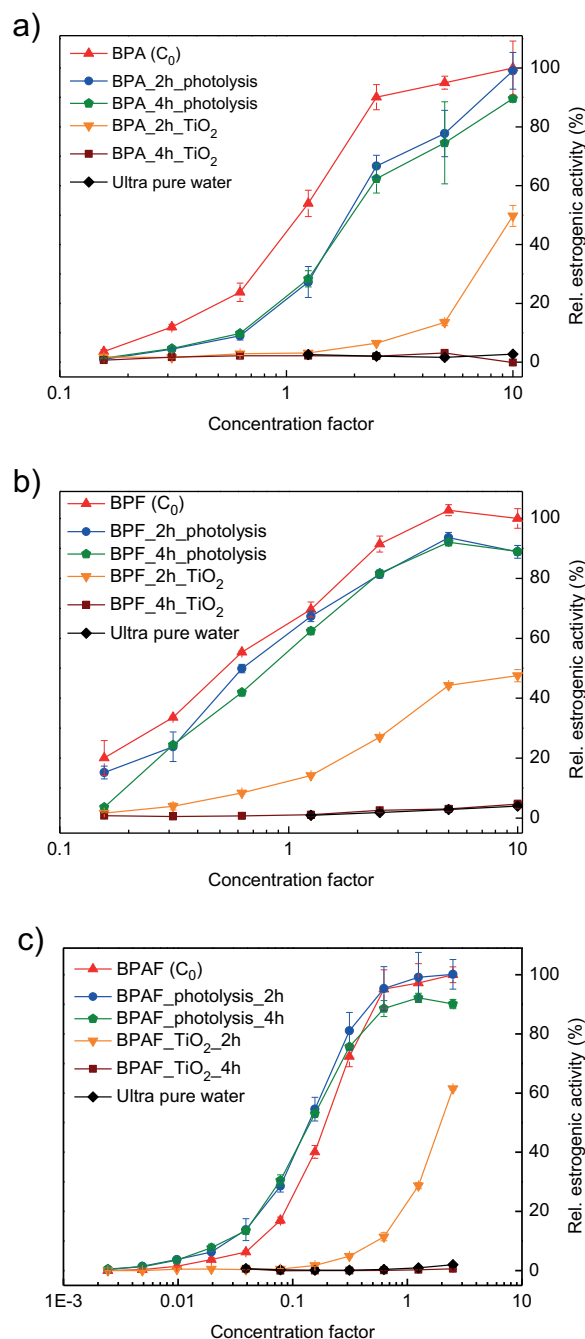 a)
BPA (C₀)
BPA_2h_photolysis
BPA_4h_photolysis
BPA_2h_TiO₂
BPA_4h_TiO₂
Ultra pure water
100
80
60
40
20
0
Rel. estrogenic activity (%)
0.1
1
10
Concentration factor
b)
BPF (C₀)
BPF_2h_photolysis
BPF_4h_photolysis
BPF_2h_TiO₂
BPF_4h_TiO₂
Ultra pure water
100
80
60
40
20
0
Rel. estrogenic activity (%)
0.1
1
10
Concentration factor
c)
BPAF (C₀)
BPAF_photolysis_2h
BPAF_photolysis_4h
BPAF_TiO₂_2h
BPAF_TiO₂_4h
Ultra pure water
100
80
60
40
20
0
Rel. estrogenic activity (%)
1E-3
0.01
0.1
1
10
Concentration factor